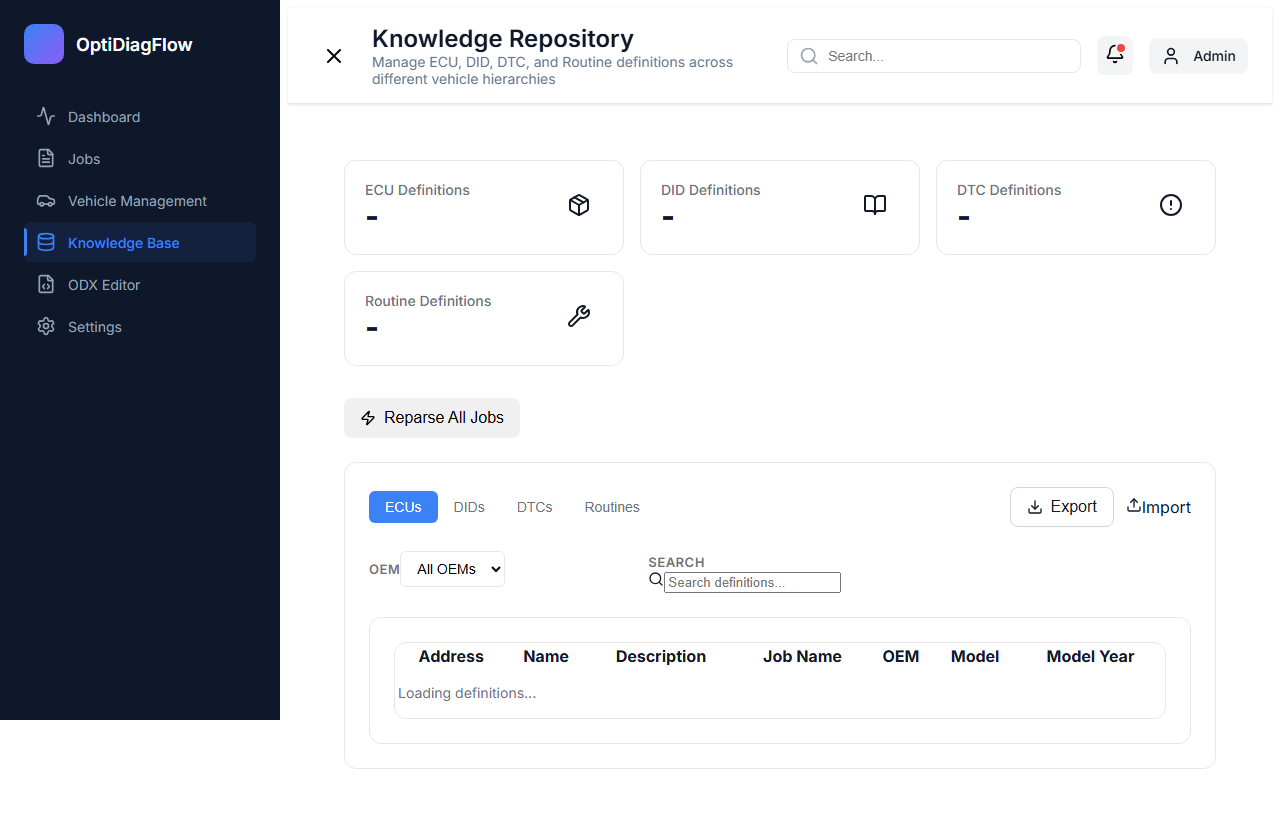 OptiDiagFlow
Dashboard
Jobs
Vehicle Management
Knowledge Base
ODX Editor
Settings
Knowledge Repository
Manage ECU, DID, DTC, and Routine definitions across
different vehicle hierarchies
Search...
Admin
ECU Definitions
-
DID Definitions
-
DTC Definitions
-
Routine Definitions
-
Reparse All Jobs
ECUs DIDs DTCs Routines
Export Import
OEM All OEMs
SEARCH
Search definitions...
Address Name Description Job Name OEM Model Model Year
Loading definitions...